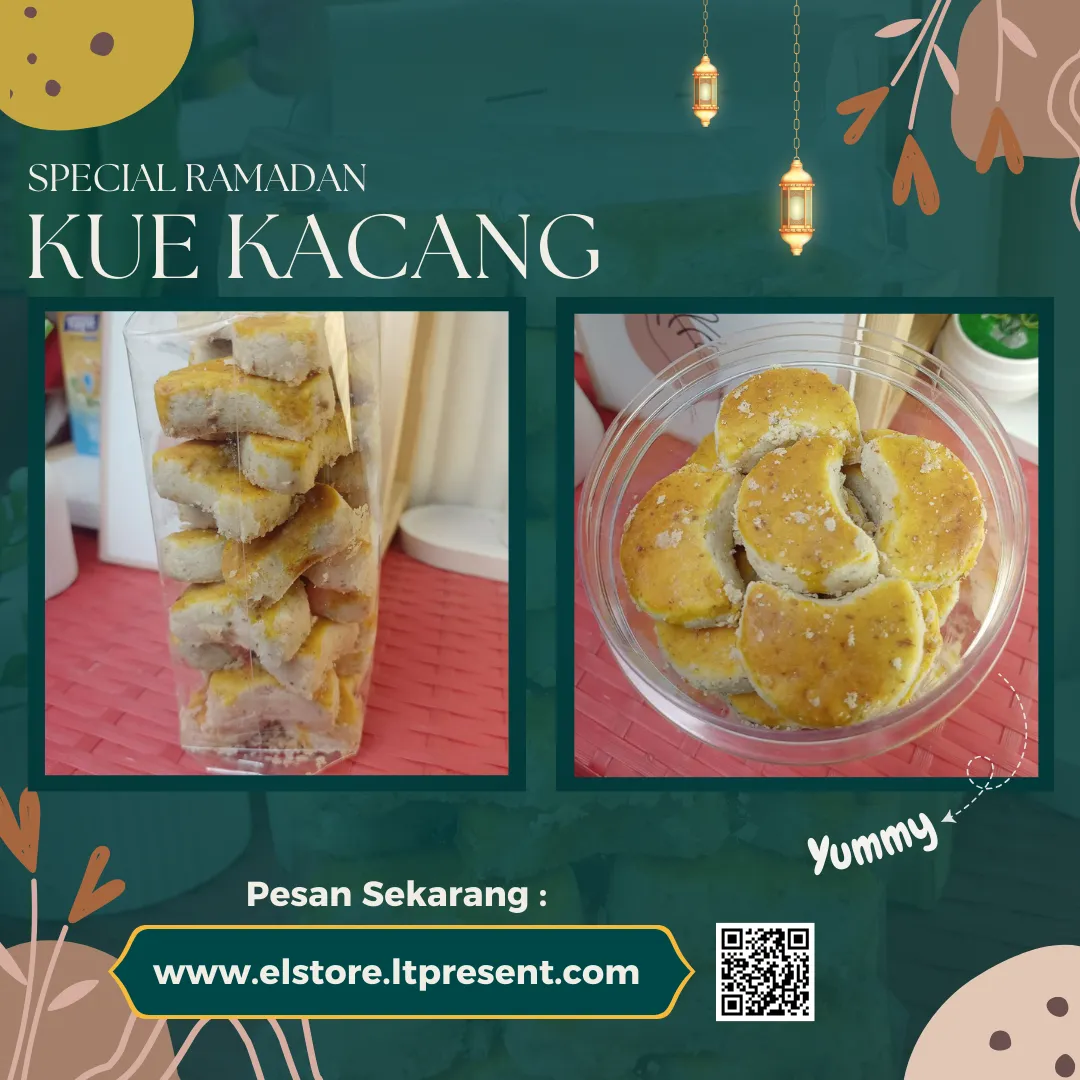 SPECIAL RAMADAN
KUE KACANG
Yummy
Pesan Sekarang :
www.elstore.ltpresent.com